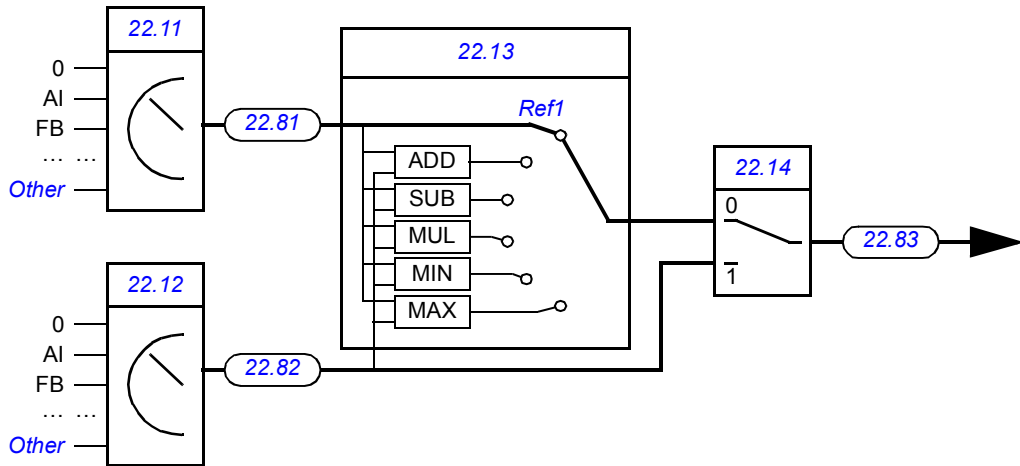 22.11
0
AI
FB
... ...
Other
22.81
22.13
Ref1
ADD
SUB
MUL
MIN
MAX
22.14
0
1
22.83
22.12
0
AI
FB
... ...
Other
22.82